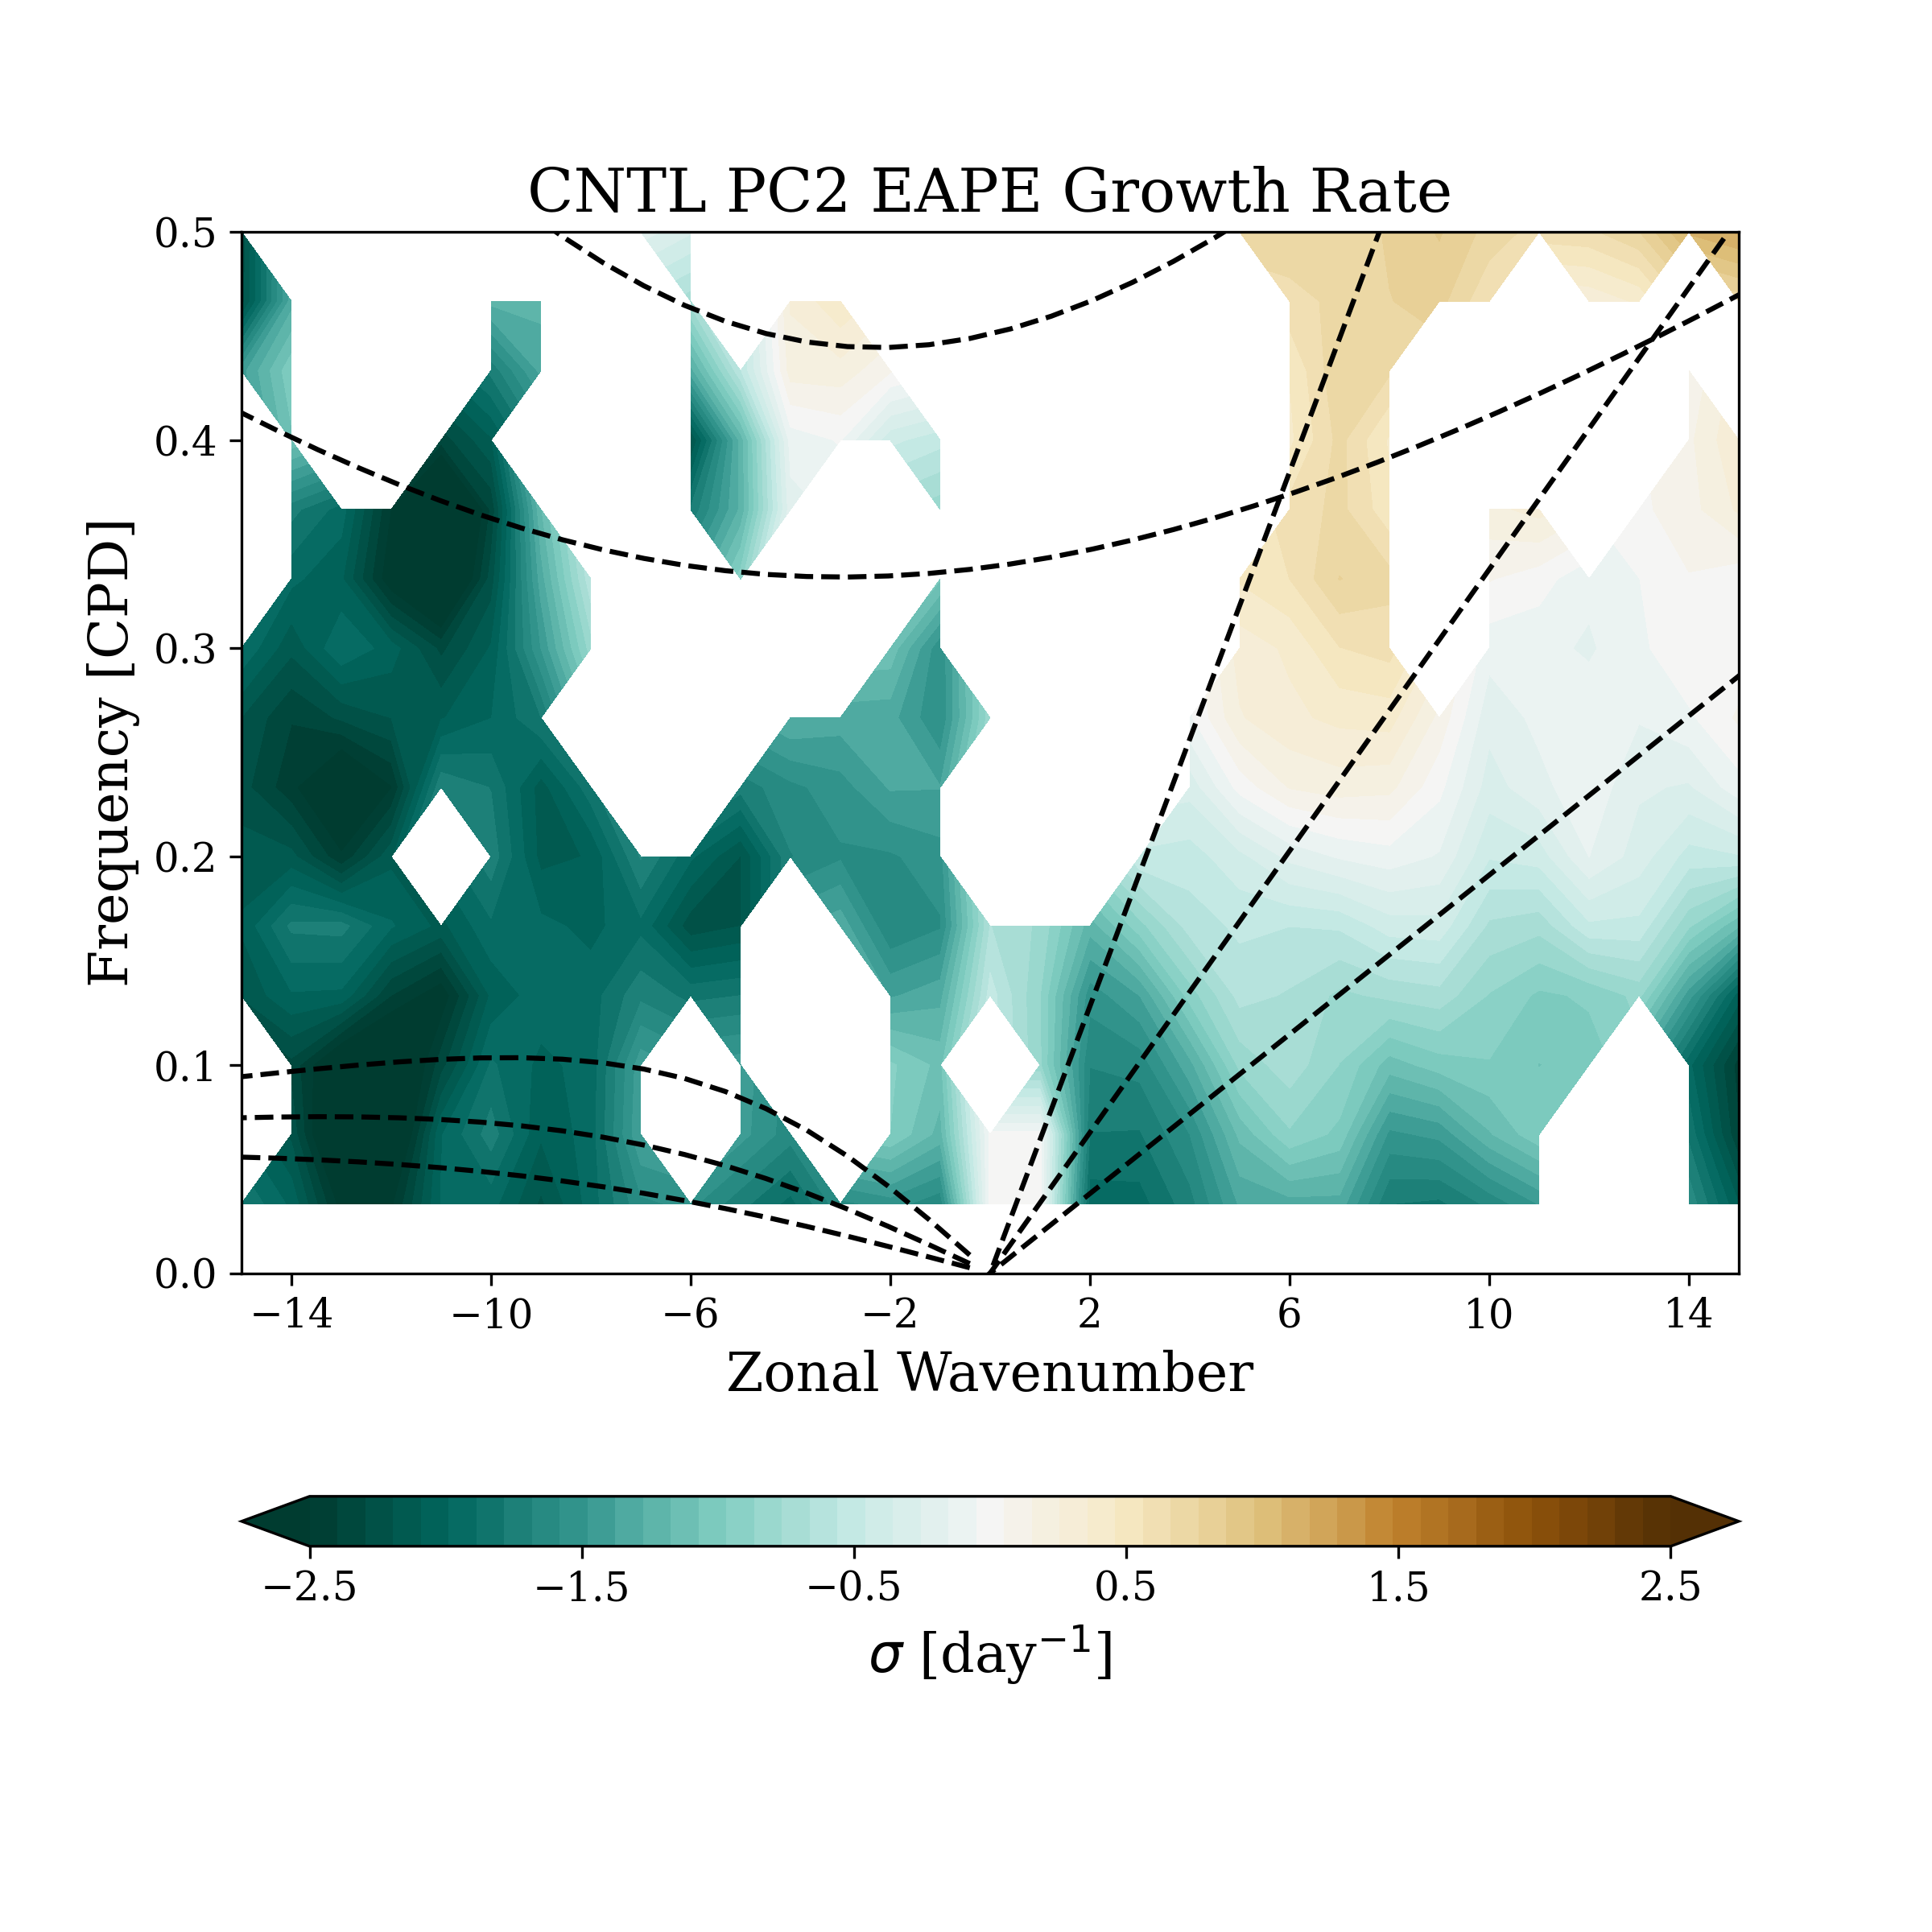 CNTL PC2 EAPE Growth Rate
0.5
0.4
0.3
0.2
0.1
0.0
Frequency [CPD]
−14 −10 −6 −2 2 6 10 14
Zonal Wavenumber
−2.5 −1.5 −0.5 0.5 1.5 2.5
σ [day⁻¹]